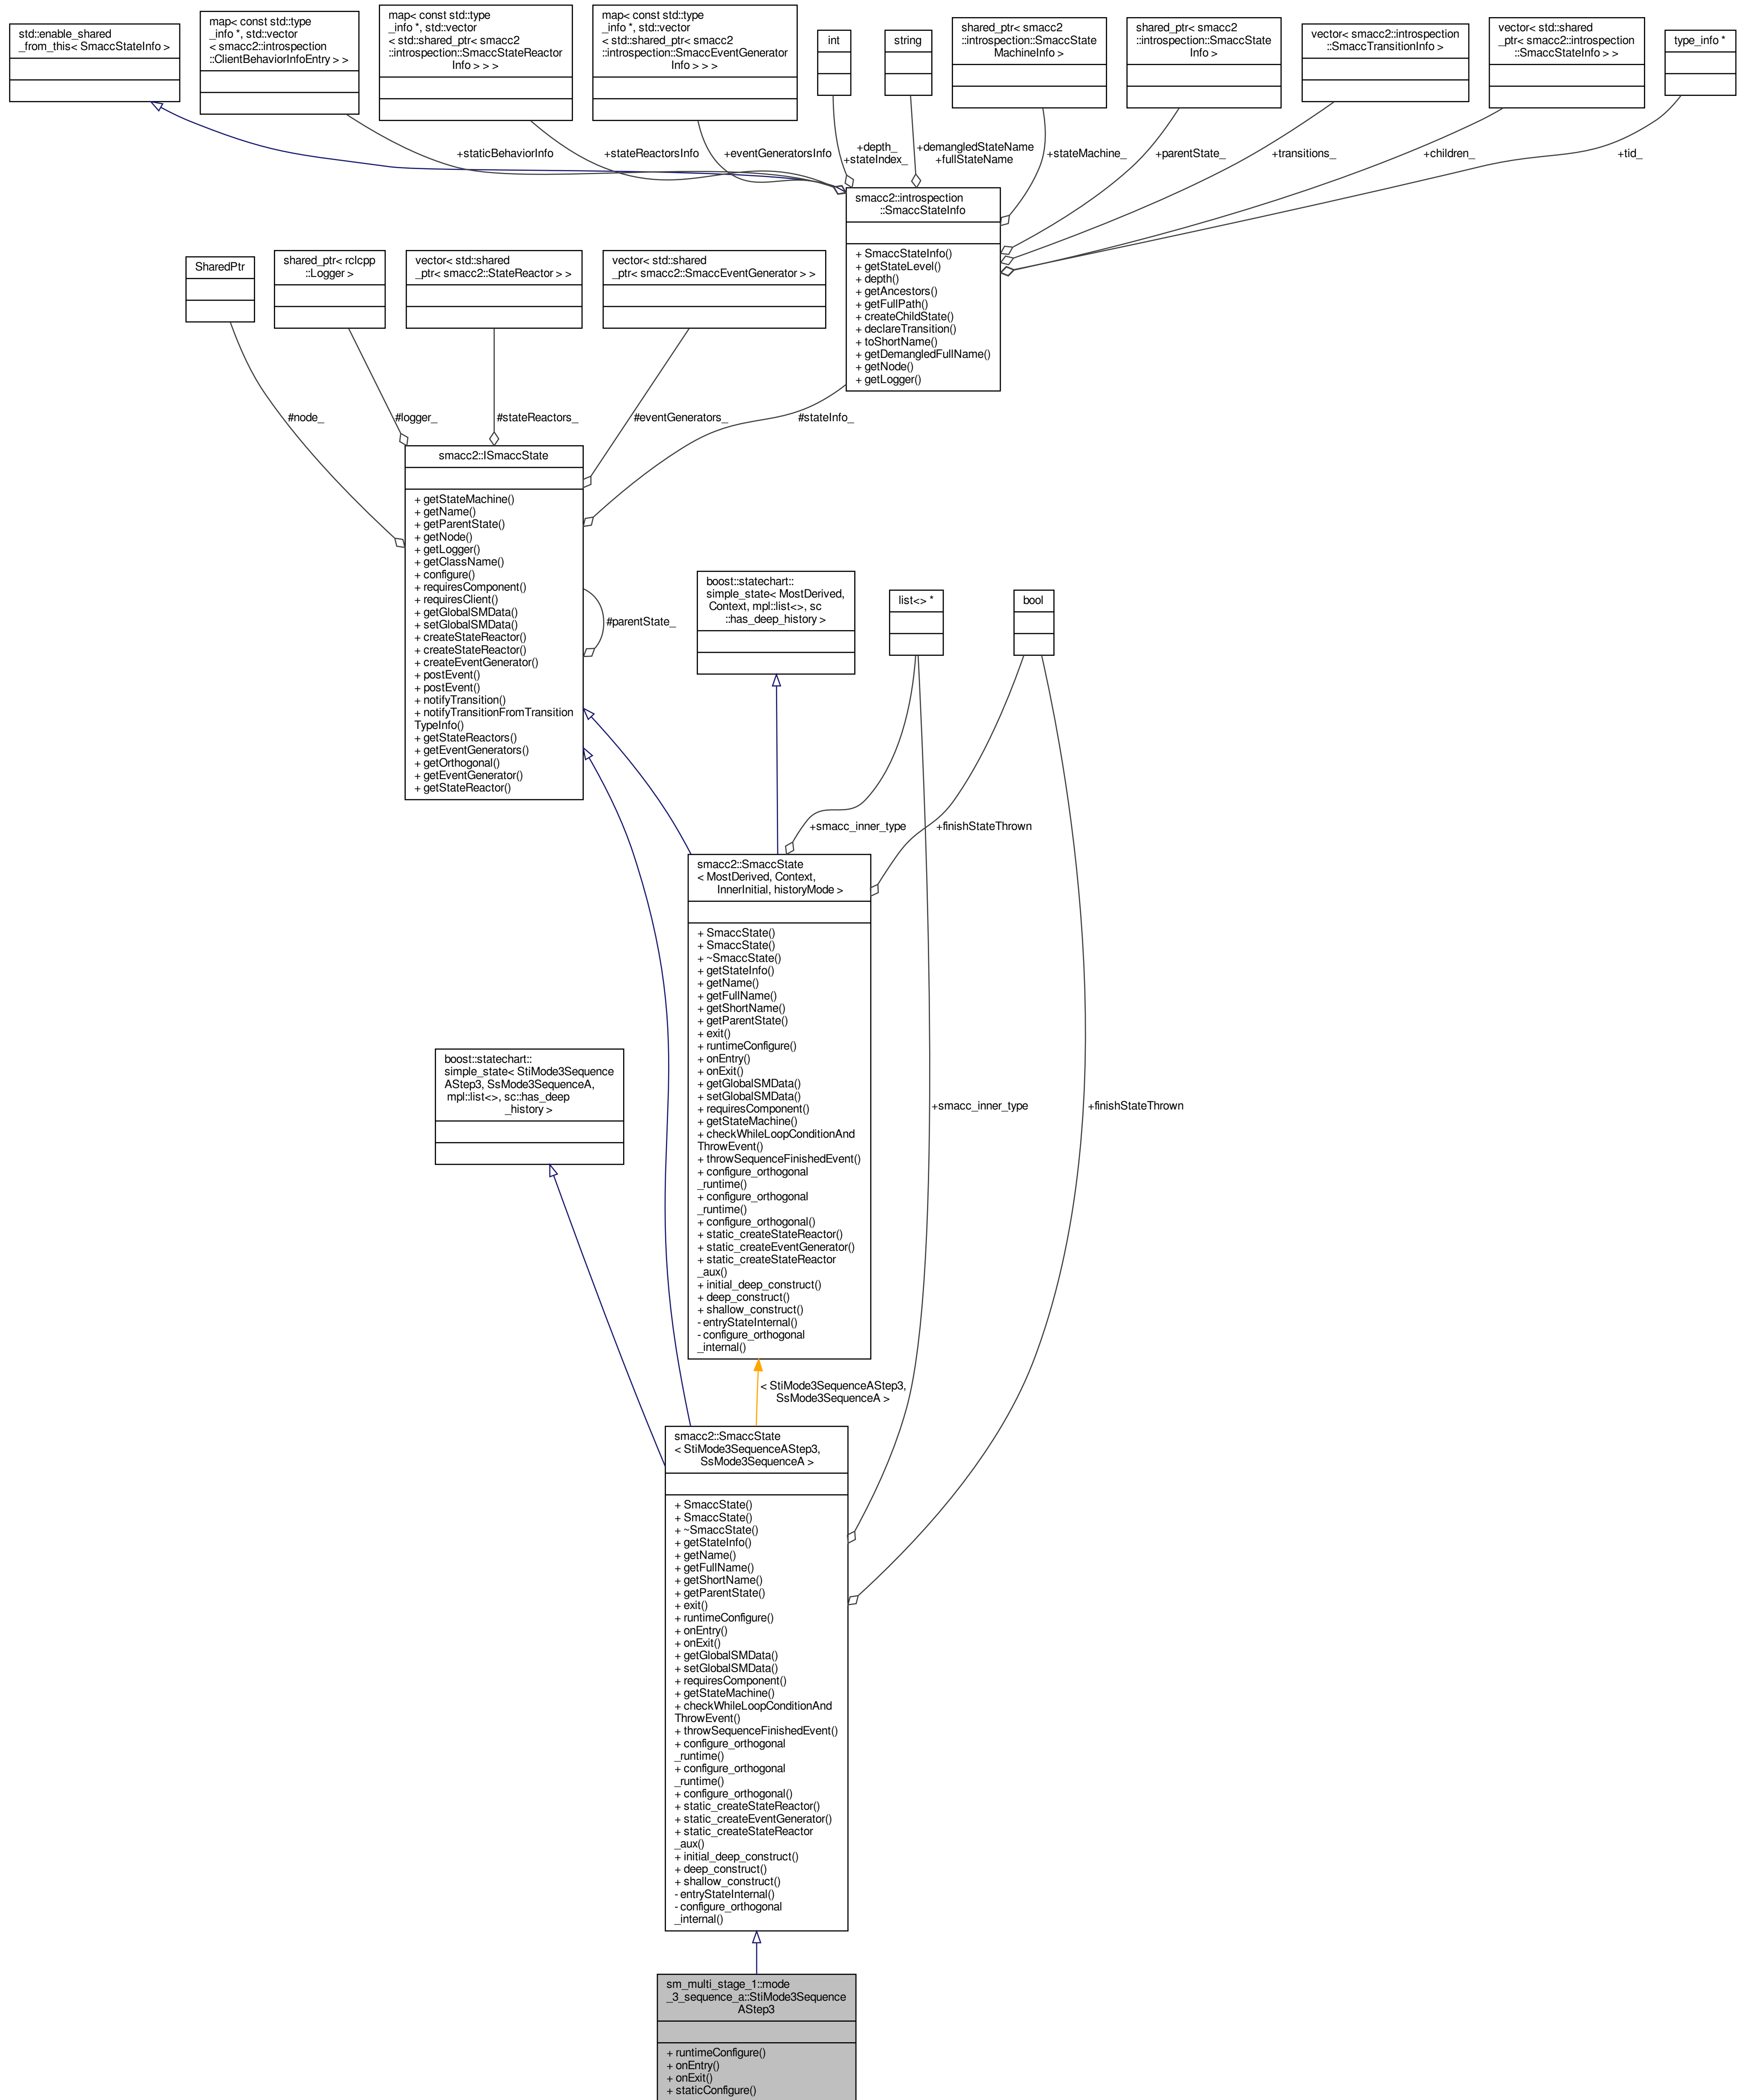 std::enable_shared
_from_this< SmaccStateInfo >
map< const std::type
_info *, std::vector
< smacc2::introspection
::ClientBehaviorInfoEntry > >
map< const std::type
_info *, std::vector
< std::shared_ptr< smacc2
::introspection::SmaccStateReactor
Info > > >
map< const std::type
_info *, std::vector
< std::shared_ptr< smacc2
::introspection::SmaccEventGenerator
Info > > >
int
string
shared_ptr< smacc2
::introspection::SmaccState
MachineInfo >
shared_ptr< smacc2
::introspection::SmaccState
Info >
vector< smacc2::introspection
::SmaccTransitionInfo >
vector< std::shared
_ptr< smacc2::introspection
::SmaccStateInfo > >
type_info *
+staticBehaviorInfo
+stateReactorsInfo
+eventGeneratorsInfo
+depth_
+stateIndex_
+demangledStateName
+fullStateName
+stateMachine_
+parentState_
+transitions_
+children_
+tid_
smacc2::introspection
::SmaccStateInfo
+ SmaccStateInfo()
+ getStateLevel()
+ depth()
+ getAncestors()
+ getFullPath()
+ createChildState()
+ declareTransition()
+ toShortName()
+ getDemangledFullName()
+ getNode()
+ getLogger()
SharedPtr
shared_ptr< rclcpp
::Logger >
vector< std::shared
_ptr< smacc2::StateReactor > >
vector< std::shared
_ptr< smacc2::SmaccEventGenerator > >
#node_
#logger_
#stateReactors_
#eventGenerators_
#stateInfo_
smacc2::ISmaccState
+ getStateMachine()
+ getName()
+ getParentState()
+ getNode()
+ getLogger()
+ getClassName()
+ configure()
+ requiresComponent()
+ requiresClient()
+ getGlobalSMData()
+ setGlobalSMData()
+ createStateReactor()
+ createStateReactor()
+ createEventGenerator()
+ postEvent()
+ postEvent()
+ notifyTransition()
+ notifyTransitionFromTransition
TypeInfo()
+ getStateReactors()
+ getEventGenerators()
+ getOrthogonal()
+ getEventGenerator()
+ getStateReactor()
#parentState_
boost::statechart::
simple_state< MostDerived,
Context, mpl::list<>, sc
::has_deep_history >
list<> *
bool
+smacc_inner_type
+finishStateThrown
smacc2::SmaccState
< MostDerived, Context,
InnerInitial, historyMode >
+ SmaccState()
+ SmaccState()
+ ~SmaccState()
+ getStateInfo()
+ getName()
+ getFullName()
+ getShortName()
+ getParentState()
+ exit()
+ runtimeConfigure()
+ onEntry()
+ onExit()
+ getGlobalSMData()
+ setGlobalSMData()
+ requiresComponent()
+ getStateMachine()
+ checkWhileLoopConditionAnd
ThrowEvent()
+ throwSequenceFinishedEvent()
+ configure_orthogonal
_runtime()
+ configure_orthogonal
_runtime()
+ configure_orthogonal()
+ static_createStateReactor()
+ static_createEventGenerator()
+ static_createStateReactor
_aux()
+ initial_deep_construct()
+ deep_construct()
+ shallow_construct()
- entryStateInternal()
- configure_orthogonal
_internal()
boost::statechart::
simple_state< StiMode3Sequence
AStep3, SsMode3SequenceA,
mpl::list<>, sc::has_deep
_history >
+smacc_inner_type
+finishStateThrown
< StiMode3SequenceAStep3,
SsMode3SequenceA >
smacc2::SmaccState
< StiMode3SequenceAStep3,
SsMode3SequenceA >
+ SmaccState()
+ SmaccState()
+ ~SmaccState()
+ getStateInfo()
+ getName()
+ getFullName()
+ getShortName()
+ getParentState()
+ exit()
+ runtimeConfigure()
+ onEntry()
+ onExit()
+ getGlobalSMData()
+ setGlobalSMData()
+ requiresComponent()
+ getStateMachine()
+ checkWhileLoopConditionAnd
ThrowEvent()
+ throwSequenceFinishedEvent()
+ configure_orthogonal
_runtime()
+ configure_orthogonal
_runtime()
+ configure_orthogonal()
+ static_createStateReactor()
+ static_createEventGenerator()
+ static_createStateReactor
_aux()
+ initial_deep_construct()
+ deep_construct()
+ shallow_construct()
- entryStateInternal()
- configure_orthogonal
_internal()
sm_multi_stage_1::mode
_3_sequence_a::StiMode3Sequence
AStep3
+ runtimeConfigure()
+ onEntry()
+ onExit()
+ staticConfigure()